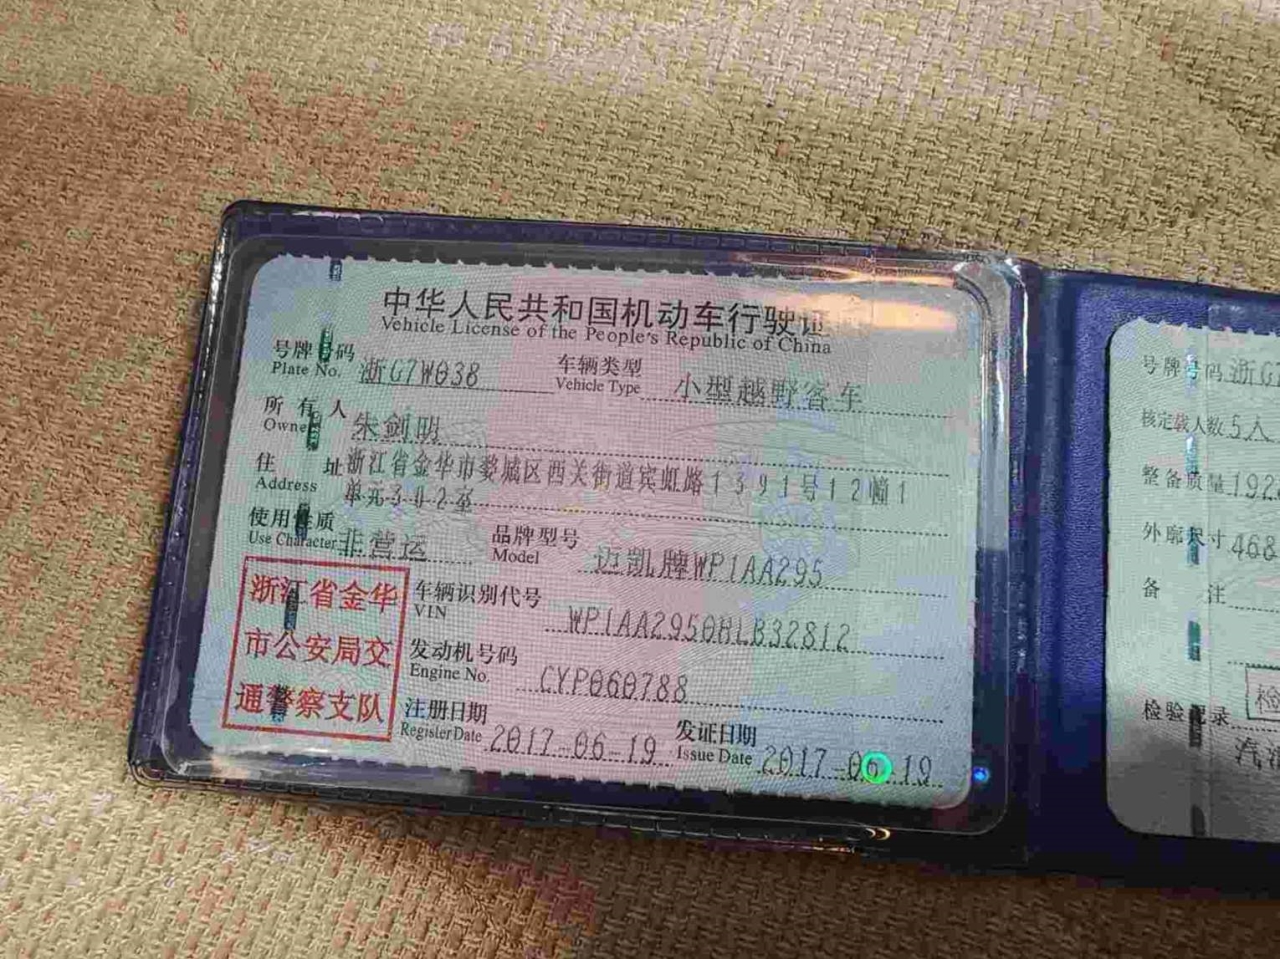 中华人民共和国机动车行驶证
Vehicle License of the People's Republic of China
号牌号码 浙G7W038 车辆类型 小型越野客车
Plate No. Vehicle Type
所有人 朱剑明
Owner
住址 浙江省金华市婺城区西关街道宾虹路1391号12幢1
Address 单元302室
使用性质 非营运 品牌型号 迈凯牌WP1AA295
Use Character Model
浙江省金华
市公安局交
通警察支队
车辆识别代号 WP1AA2950HLB32812
VIN
发动机号码 CYP060788
Engine No.
注册日期 2017-06-19 发证日期 2017-06-19
Register Date Issue Date
号牌号码 浙G7
核定载人数 5人
整备质量 192
外廓尺寸 468
备注
检验记录 检